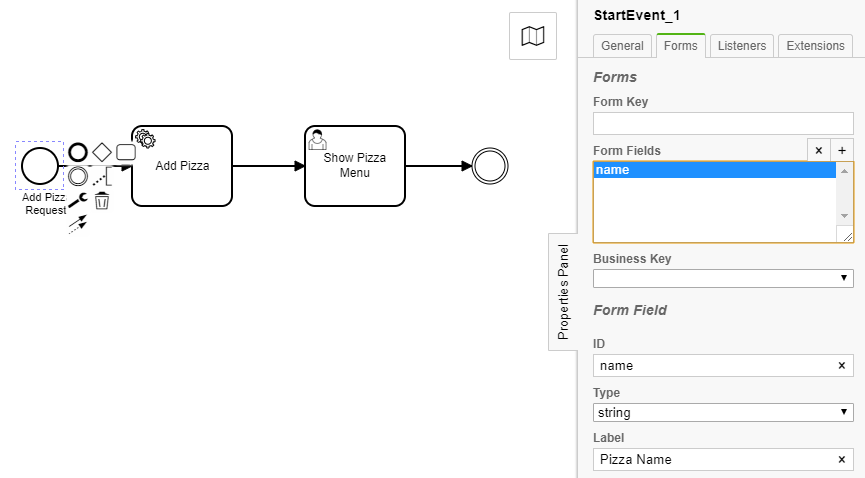 StartEvent_1
General
Forms
Listeners
Extensions
Forms
Form Key
Form Fields
× +
name
Business Key
Form Field
ID
name ×
Type
string
Label
Pizza Name ×
Properties Panel
Add Pizza
Show Pizza
Menu
Add Pizz
Request